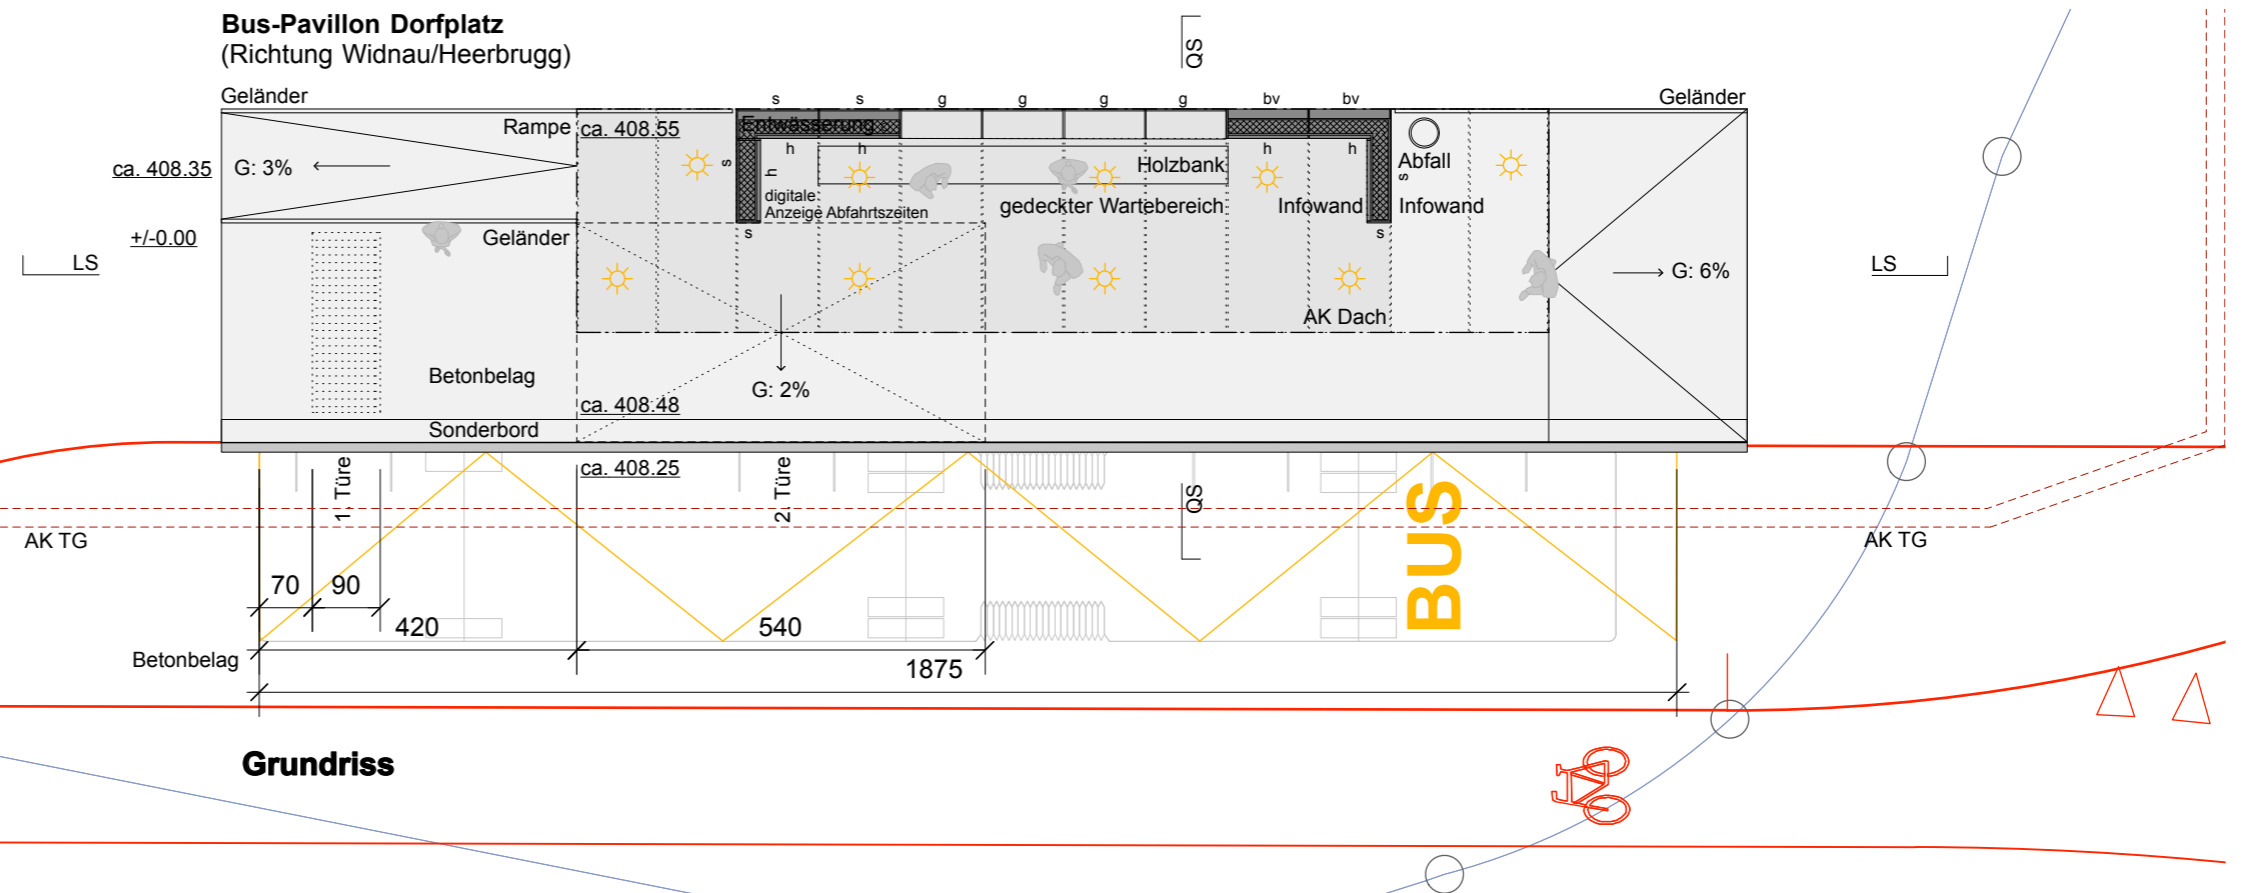 Bus-Pavillon Dorfplatz
(Richtung Widnau/Heerbrugg)
QS
Geländer
s s g g g g bv bv
Geländer
Rampe
ca. 408.55
Entwässerung
ca. 408.35
G: 3%
s
h
h
h
h
h
Holzbank
Abfall
s
digitale
Anzeige Abfahrtszeiten
gedeckter Wartebereich
Infowand
Infowand
+/-0.00
Geländer
s
s
LS
LS
G: 6%
AK Dach
Betonbelag
G: 2%
ca. 408.48
Sonderbord
ca. 408.25
1. Türe
2. Türe
QS
BUS
AK TG
AK TG
70
90
420
540
Betonbelag
1875
Grundriss